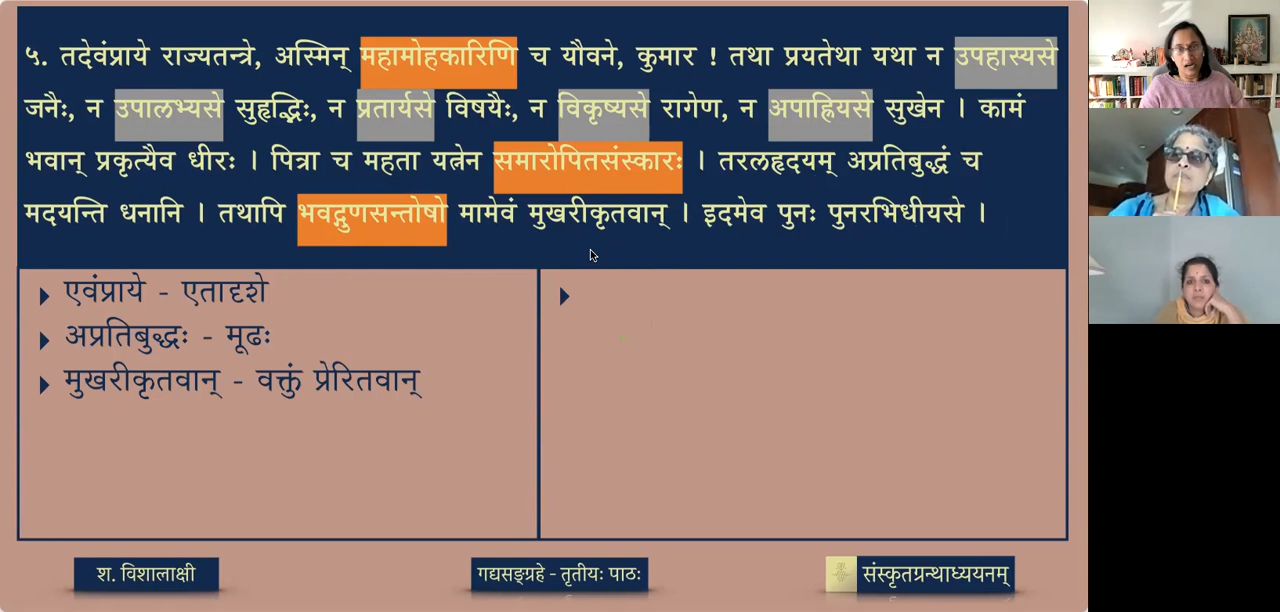 ५. तदेवंप्राये राज्यतन्त्रे, अस्मिन् महामोहकारिणि च यौवने, कुमार ! तथा प्रयतेथा यथा न उपहास्यसे
जनैः, न उपालभ्यसे सुहृद्भिः, न प्रतार्यसे विषयैः, न विकृष्यसे रागेण, न अपाह्रियसे सुखेन । कामं
भवान् प्रकृत्यैव धीरः । पित्रा च महता यत्नेन समारोपितसंस्कारः । तरलहृदयम् अप्रतिबुद्धं च
मदयन्ति धनानि । तथापि भवद्गुणसन्तोषो मामेवं मुखरीकृतवान् । इदमेव पुनः पुनरभिधीयसे ।
एवंप्राये - एतादृशे
अप्रतिबुद्धः - मूढः
मुखरीकृतवान् - वक्तुं प्रेरितवान्
श. विशालाक्षी
गद्यसङ्ग्रहे - तृतीयः पाठः
संस्कृतग्रन्थाध्ययनम्